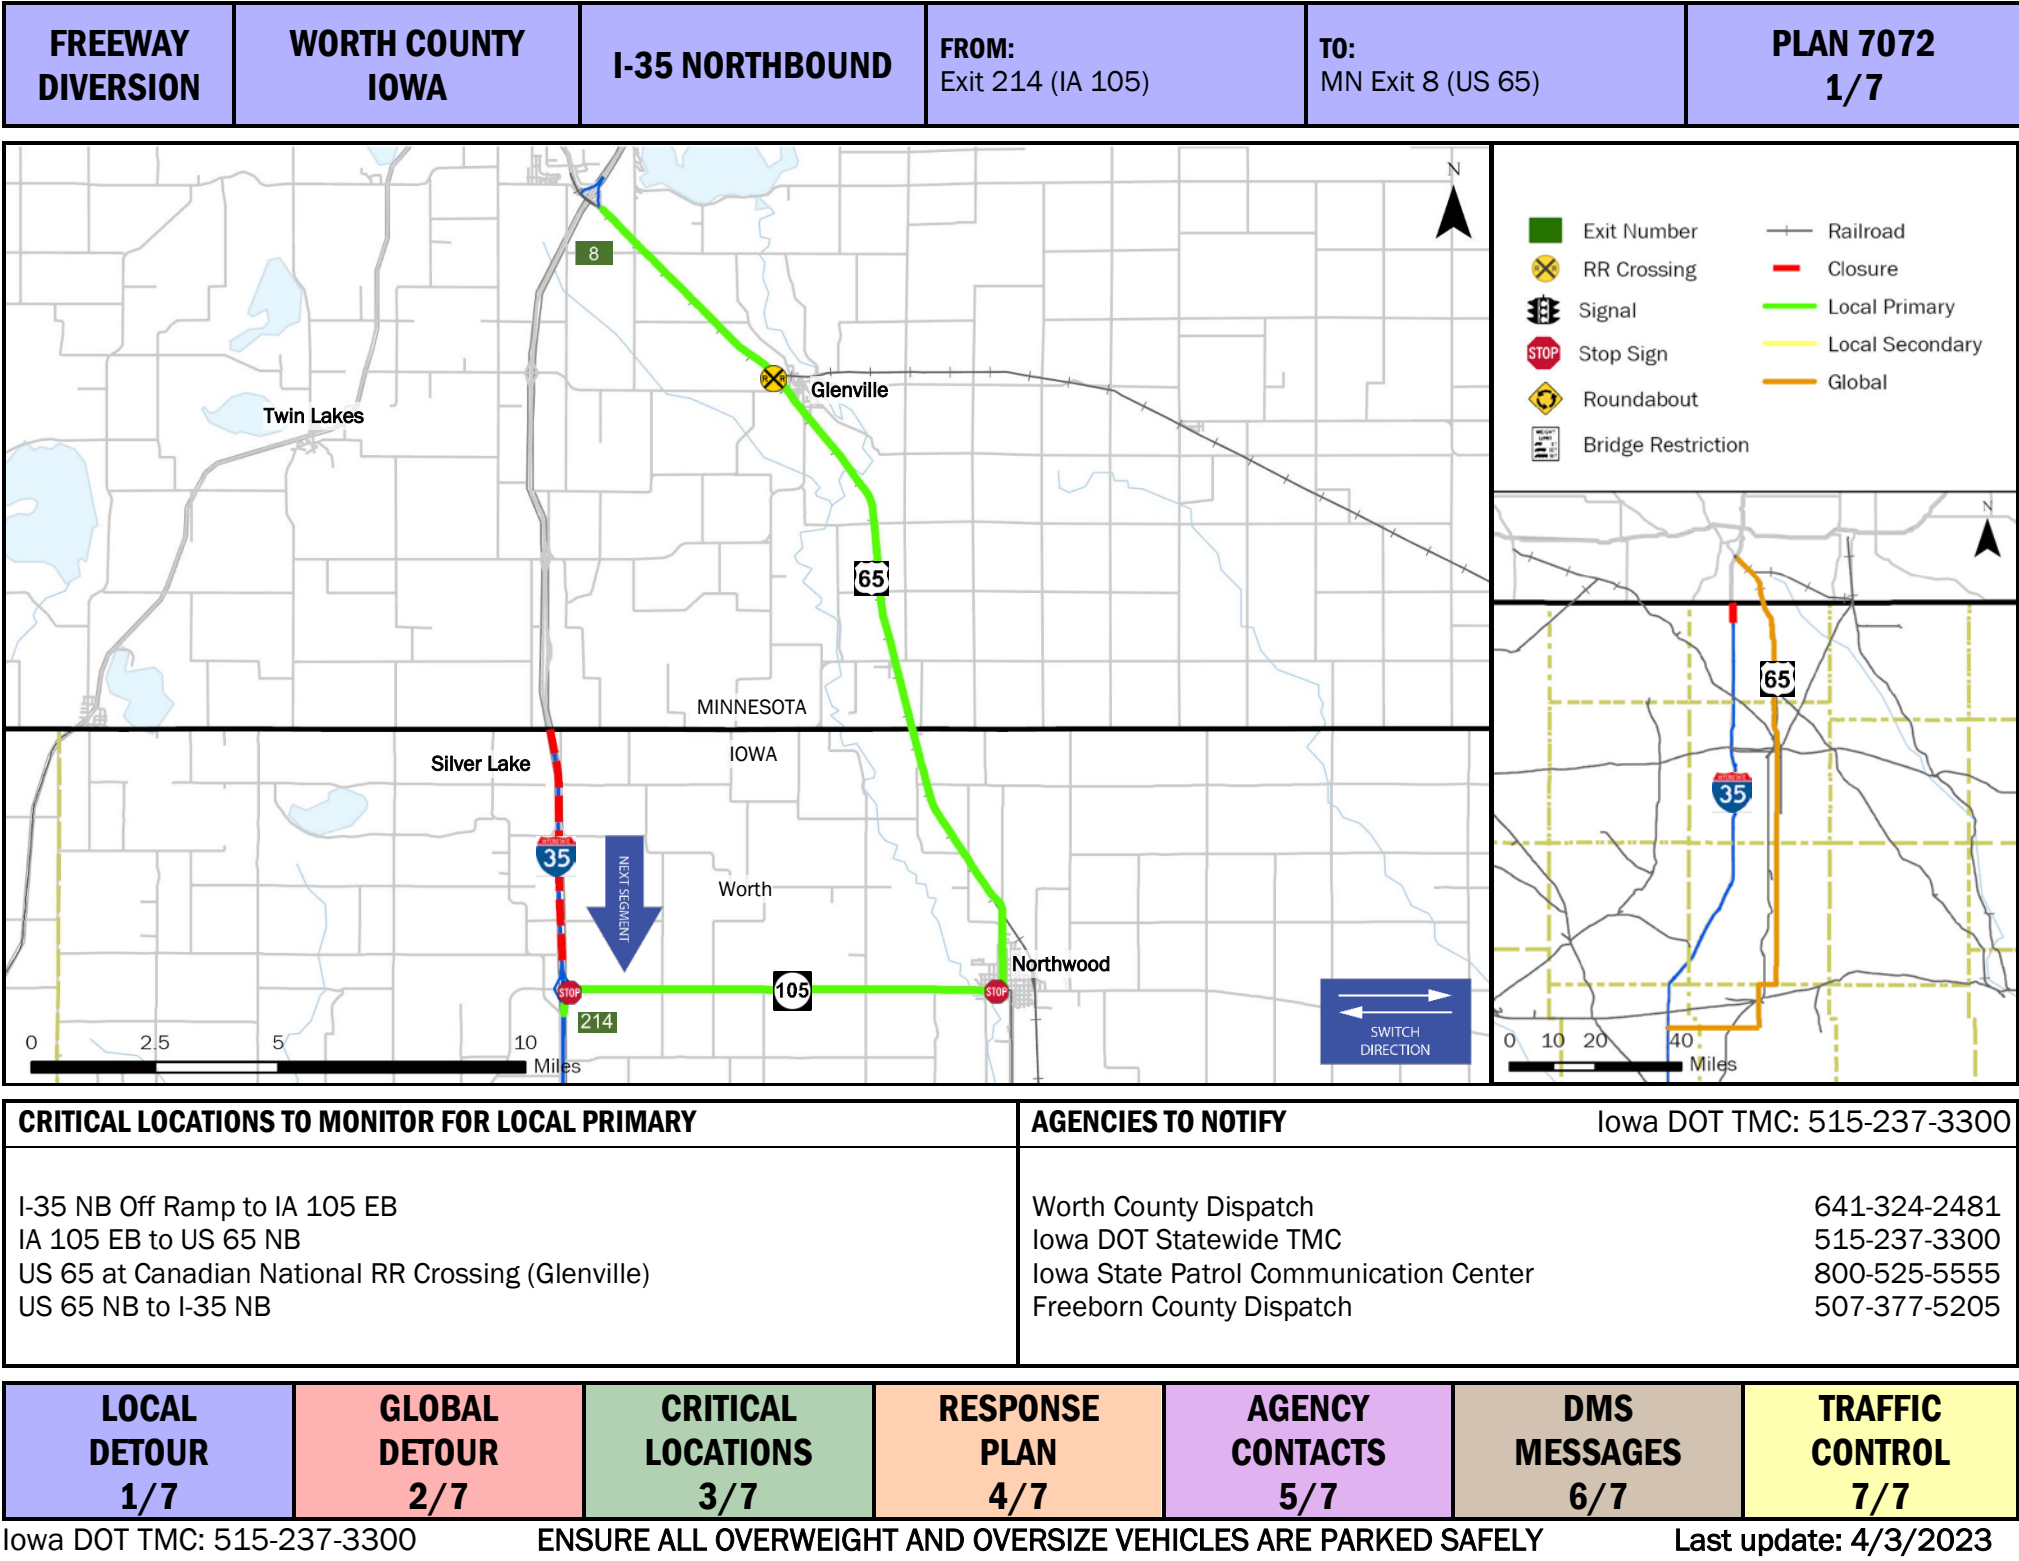 FREEWAY
DIVERSION
WORTH COUNTY
IOWA
I-35 NORTHBOUND
FROM:
Exit 214 (IA 105)
TO:
MN Exit 8 (US 65)
PLAN 7072
1/7
N
8
Glenville
Twin Lakes
65
MINNESOTA
IOWA
Silver Lake
INTERSTATE
35
NEXT SEGMENT
Worth
Northwood
STOP
105
STOP
214
0 2.5 5 10
Miles
SWITCH
DIRECTION
Exit Number
RR Crossing
Signal
STOP
Stop Sign
Roundabout
WEIGHT
LIMIT
Bridge Restriction
Railroad
Closure
Local Primary
Local Secondary
Global
N
65
INTERSTATE
35
0 10 20 40
Miles
CRITICAL LOCATIONS TO MONITOR FOR LOCAL PRIMARY
I-35 NB Off Ramp to IA 105 EB
IA 105 EB to US 65 NB
US 65 at Canadian National RR Crossing (Glenville)
US 65 NB to I-35 NB
AGENCIES TO NOTIFY Iowa DOT TMC: 515-237-3300
Worth County Dispatch 641-324-2481
Iowa DOT Statewide TMC 515-237-3300
Iowa State Patrol Communication Center 800-525-5555
Freeborn County Dispatch 507-377-5205
LOCAL
DETOUR
1/7
GLOBAL
DETOUR
2/7
CRITICAL
LOCATIONS
3/7
RESPONSE
PLAN
4/7
AGENCY
CONTACTS
5/7
DMS
MESSAGES
6/7
TRAFFIC
CONTROL
7/7
Iowa DOT TMC: 515-237-3300 ENSURE ALL OVERWEIGHT AND OVERSIZE VEHICLES ARE PARKED SAFELY Last update: 4/3/2023